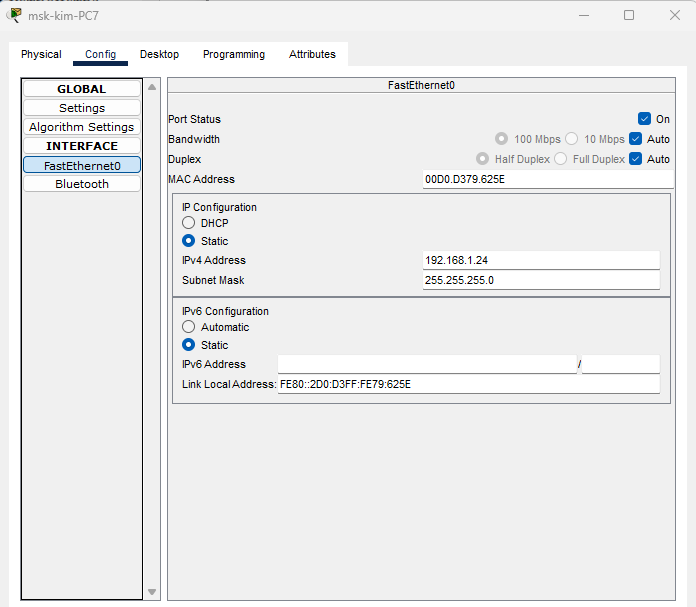 msk-kim-PC7
Physical Config Desktop Programming Attributes
GLOBAL
Settings
Algorithm Settings
INTERFACE
FastEthernet0
Bluetooth
FastEthernet0
Port Status On
Bandwidth 100 Mbps 10 Mbps Auto
Duplex Half Duplex Full Duplex Auto
MAC Address 00D0.D379.625E
IP Configuration
DHCP
Static
IPv4 Address 192.168.1.24
Subnet Mask 255.255.255.0
IPv6 Configuration
Automatic
Static
IPv6 Address /
Link Local Address: FE80::2D0:D3FF:FE79:625E